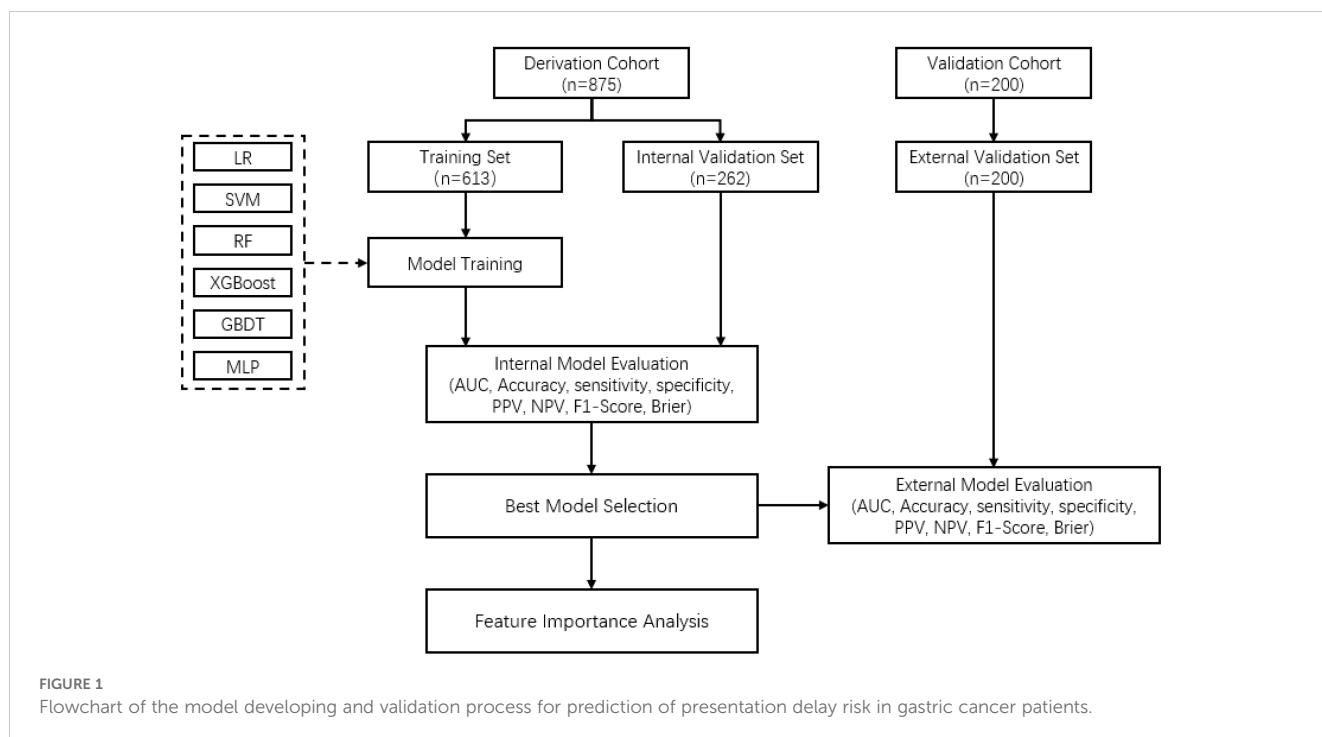 Derivation Cohort
(n=875)
Validation Cohort
(n=200)
LR
SVM
RF
XGBoost
GBDT
MLP
Training Set
(n=613)
Internal Validation Set
(n=262)
External Validation Set
(n=200)
Model Training
Internal Model Evaluation
(AUC, Accuracy, sensitivity, specificity,
PPV, NPV, F1-Score, Brier)
Best Model Selection
External Model Evaluation
(AUC, Accuracy, sensitivity, specificity,
PPV, NPV, F1-Score, Brier)
Feature Importance Analysis
FIGURE 1
Flowchart of the model developing and validation process for prediction of presentation delay risk in gastric cancer patients.